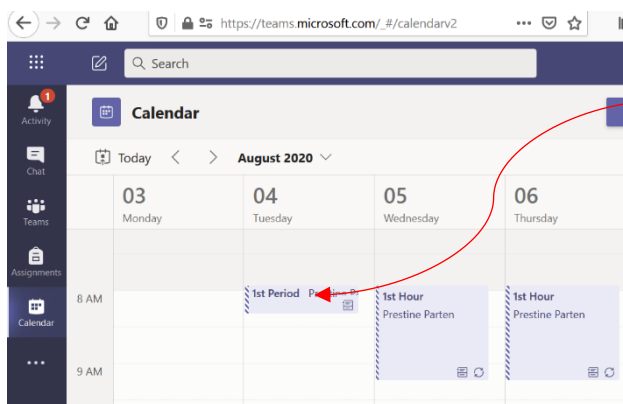 https://teams.microsoft.com/_#/calendarv2
Search
1
Activity
Chat
Teams
Assignments
Calendar
Calendar
Today
August 2020
03
Monday
04
Tuesday
05
Wednesday
06
Thursday
8 AM
1st Period
1st Hour
Prestine Parten
1st Hour
Prestine Parten
9 AM